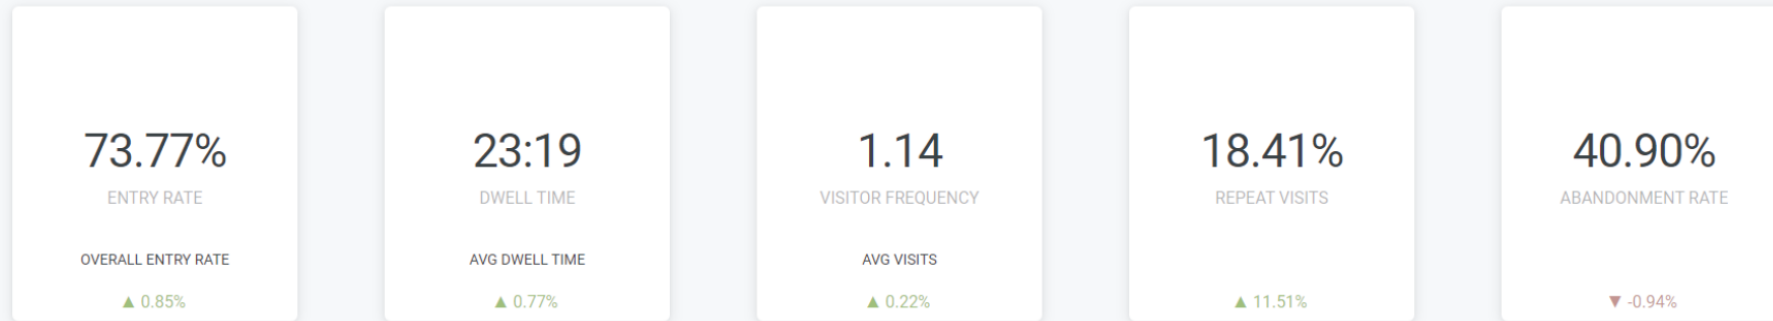 73.77%
ENTRY RATE
OVERALL ENTRY RATE
▲ 0.85%
23:19
DWELL TIME
AVG DWELL TIME
▲ 0.77%
1.14
VISITOR FREQUENCY
AVG VISITS
▲ 0.22%
18.41%
REPEAT VISITS
▲ 11.51%
40.90%
ABANDONMENT RATE
▼ -0.94%